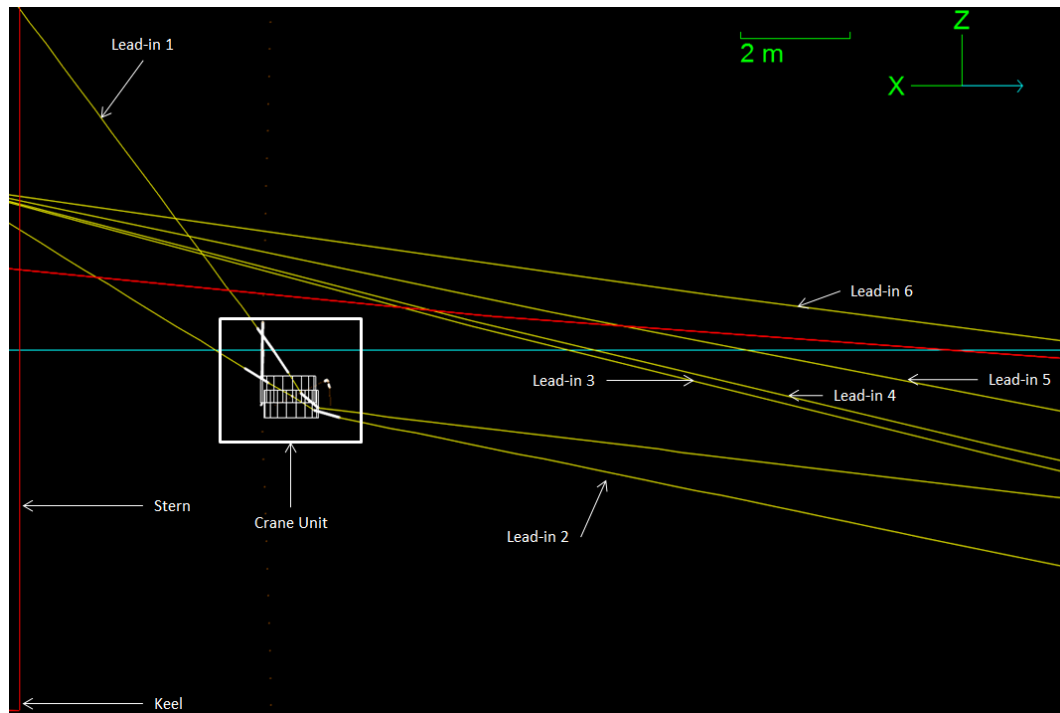 Z
Lead-in 1
2 m
X
Lead-in 6
Lead-in 3
Lead-in 5
Lead-in 4
Stern
Crane Unit
Lead-in 2
Keel